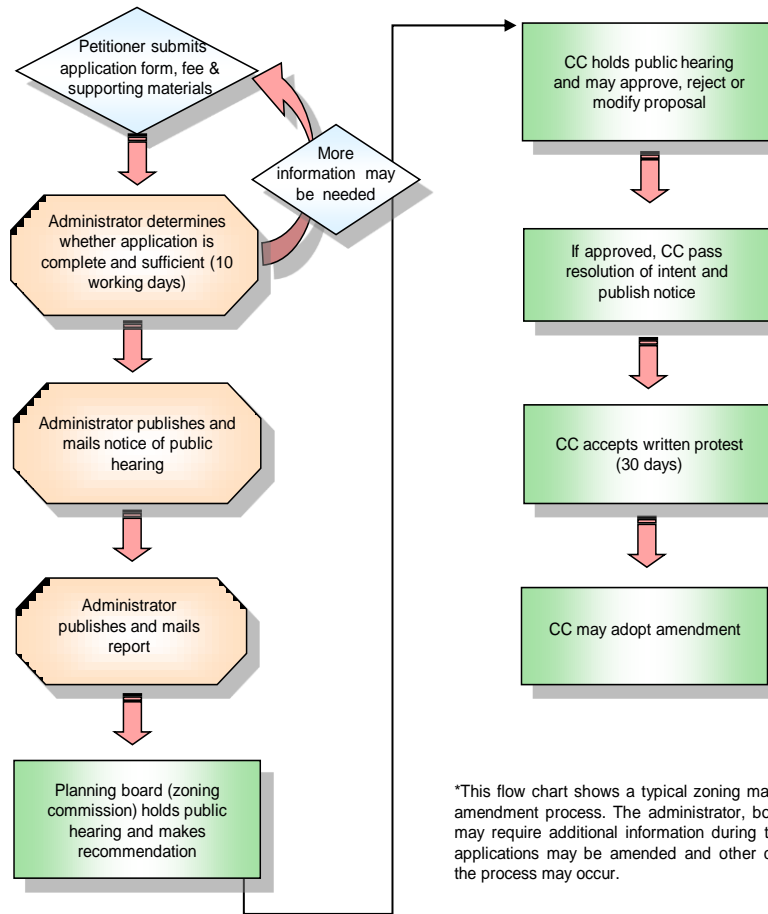 Petitioner submits
application form, fee &
supporting materials
More
information may
be needed
Administrator determines
whether application is
complete and sufficient (10
working days)
Administrator publishes and
mails notice of public
hearing
Administrator
publishes and mails
report
Planning board (zoning
commission) holds public
hearing and makes
recommendation
CC holds public hearing
and may approve, reject or
modify proposal
If approved, CC pass
resolution of intent and
publish notice
CC accepts written protest
(30 days)
CC may adopt amendment
*This flow chart shows a typical zoning
amendment process. The administrator,
may require additional information during
applications may be amended and other
the process may occur.